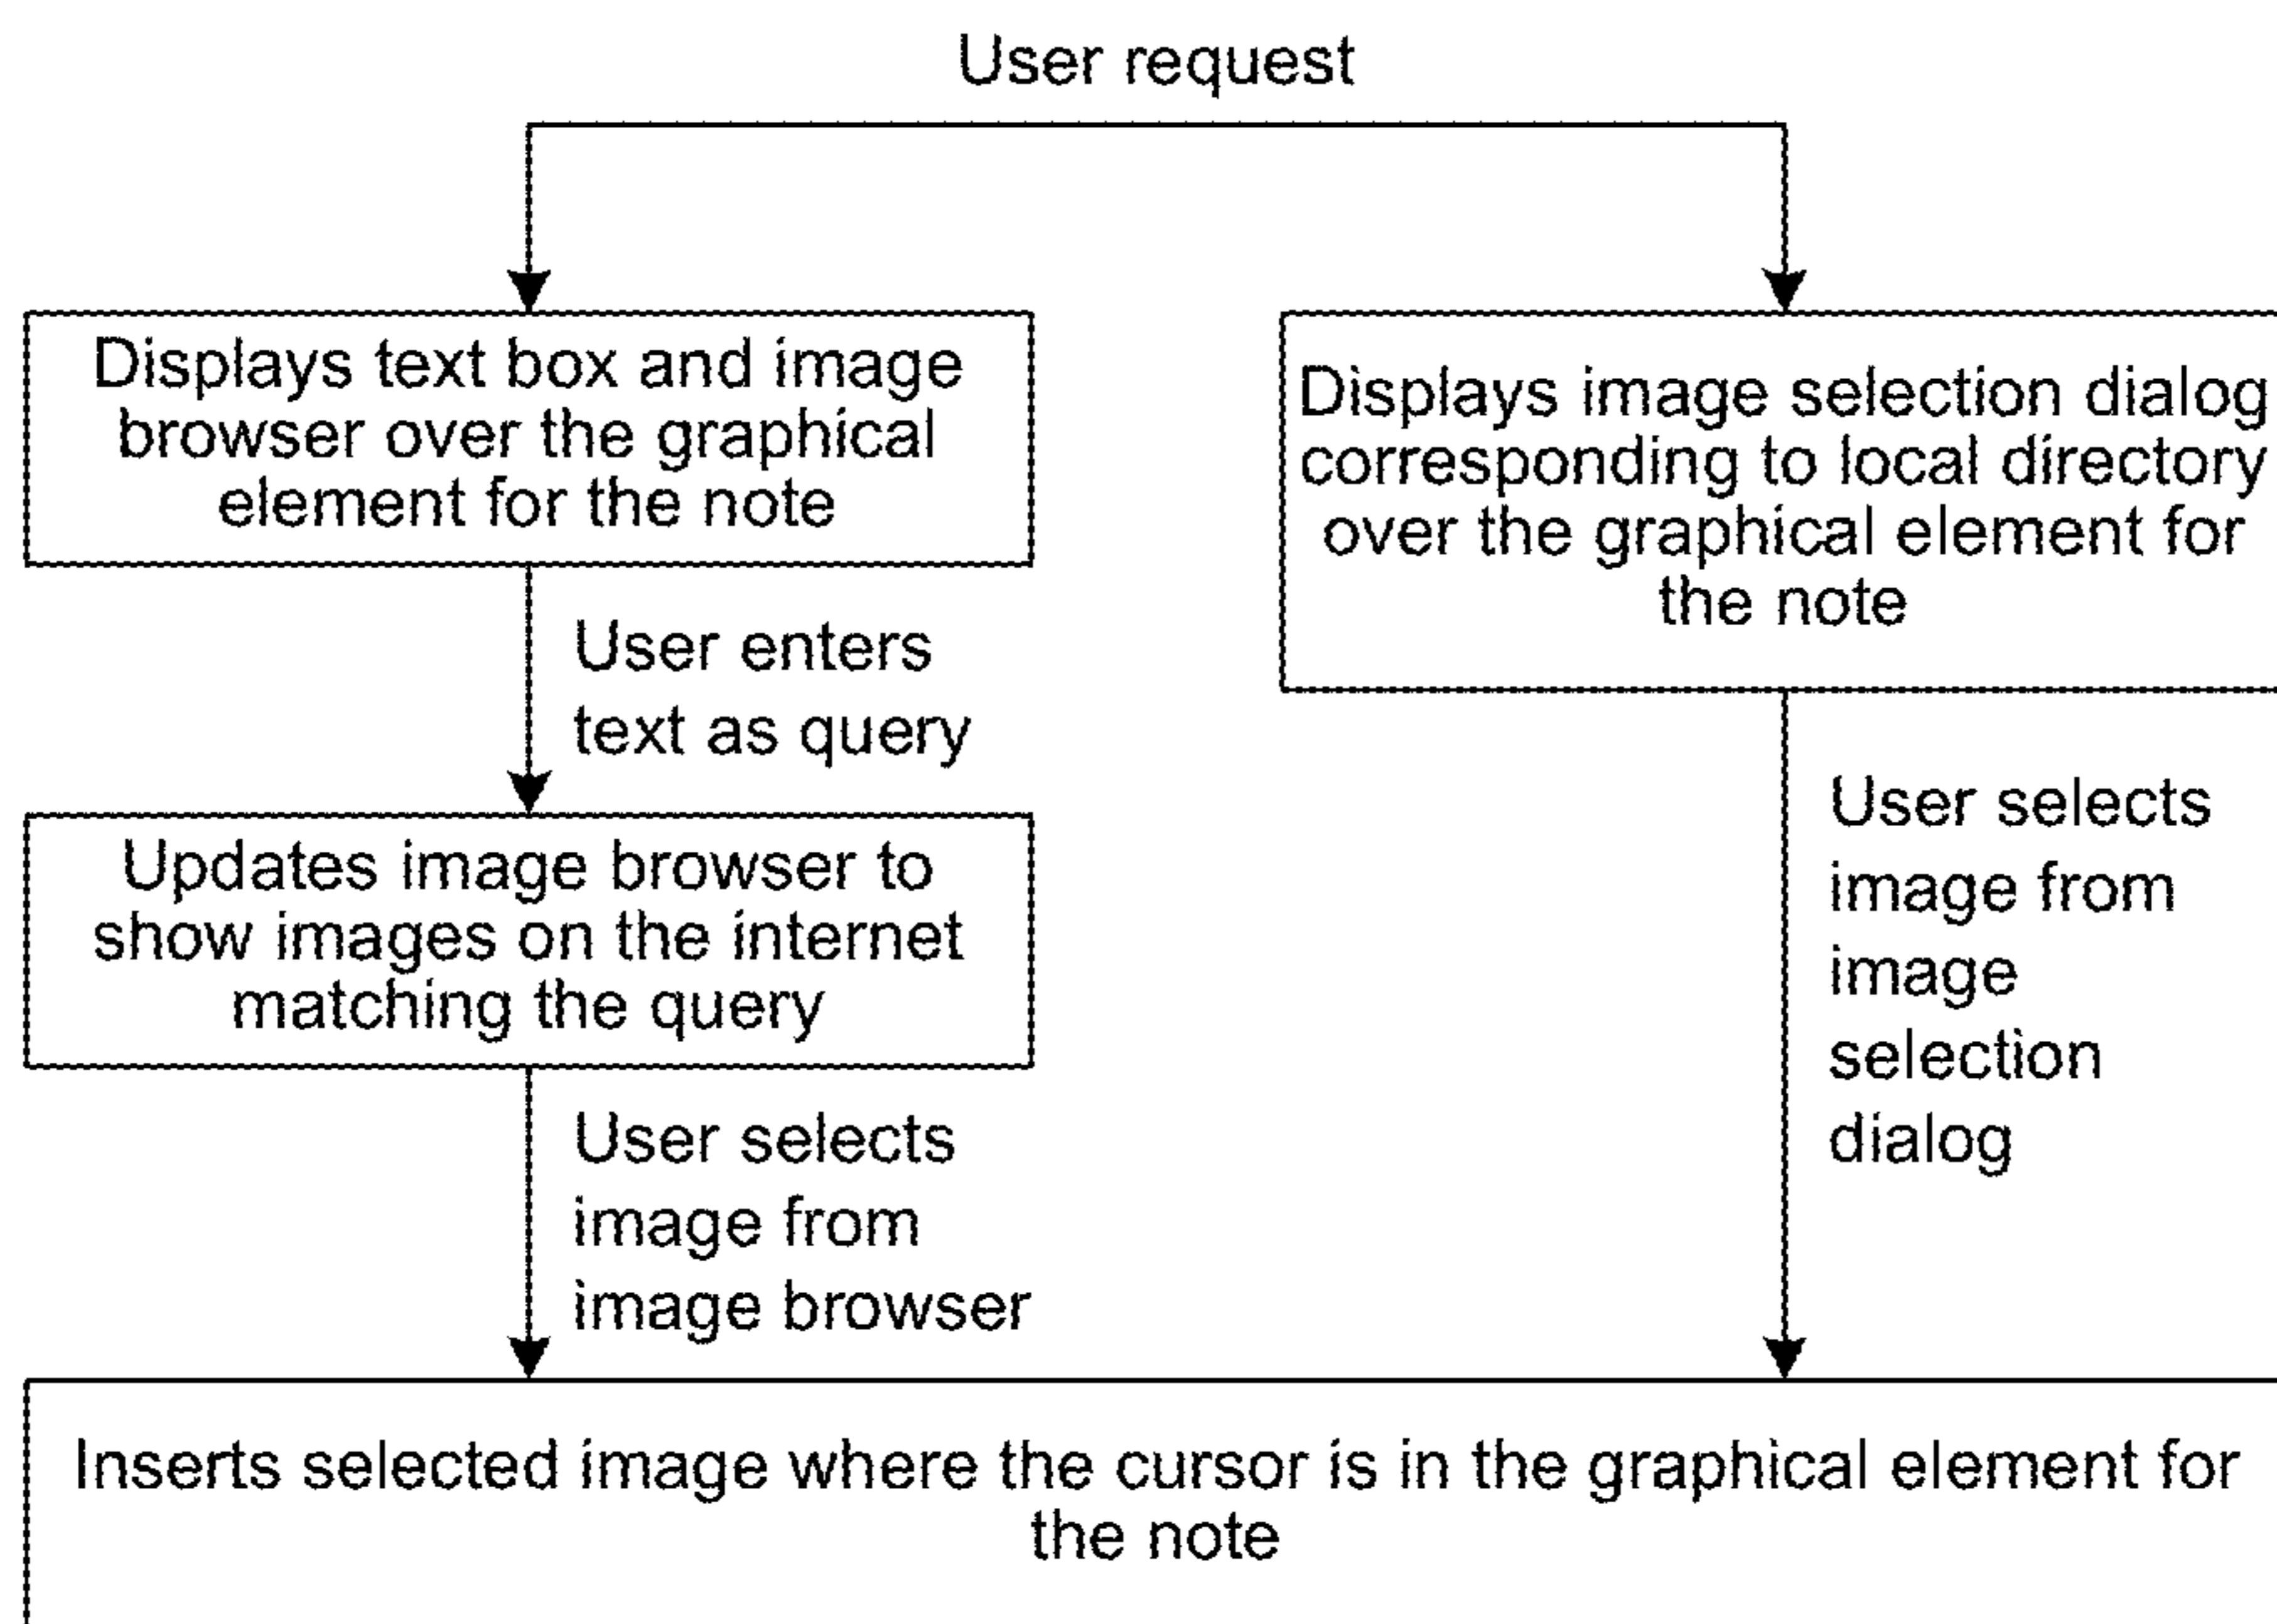 User request
Displays text box and image
browser over the graphical
element for the note
Displays image selection dialog
corresponding to local directory
over the graphical element for
the note
User enters
text as query
Updates image browser to
show images on the internet
matching the query
User selects
image from
image browser
User selects
image from
image
selection
dialog
Inserts selected image where the cursor is in the graphical element for
the note